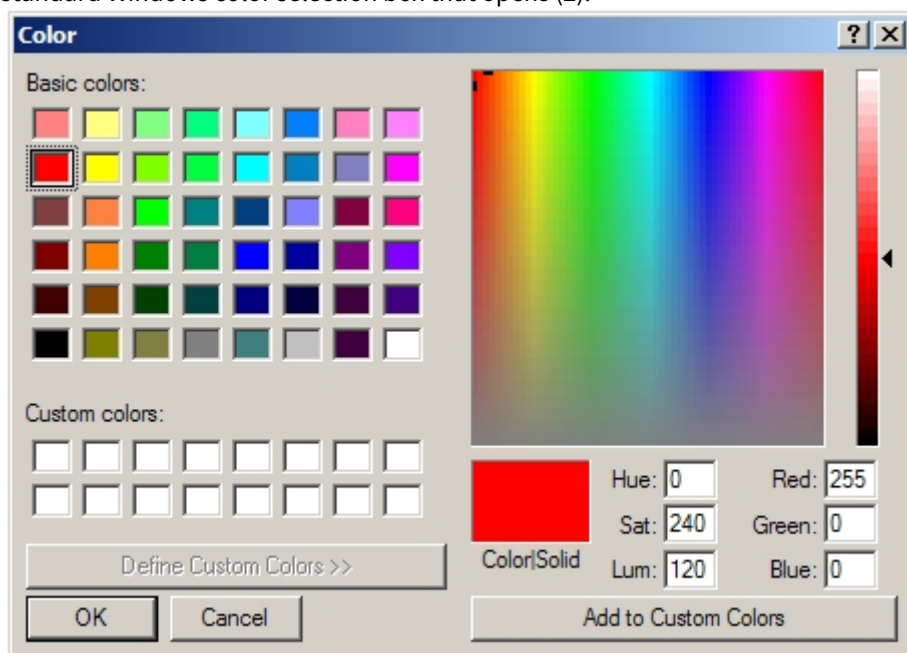 standard Windows color selection box that opens (2).
Color
Basic colors:
Custom colors:
Define Custom Colors >>
OK Cancel
Color|Solid
Hue: 0 Red: 255
Sat: 240 Green: 0
Lum: 120 Blue: 0
Add to Custom Colors